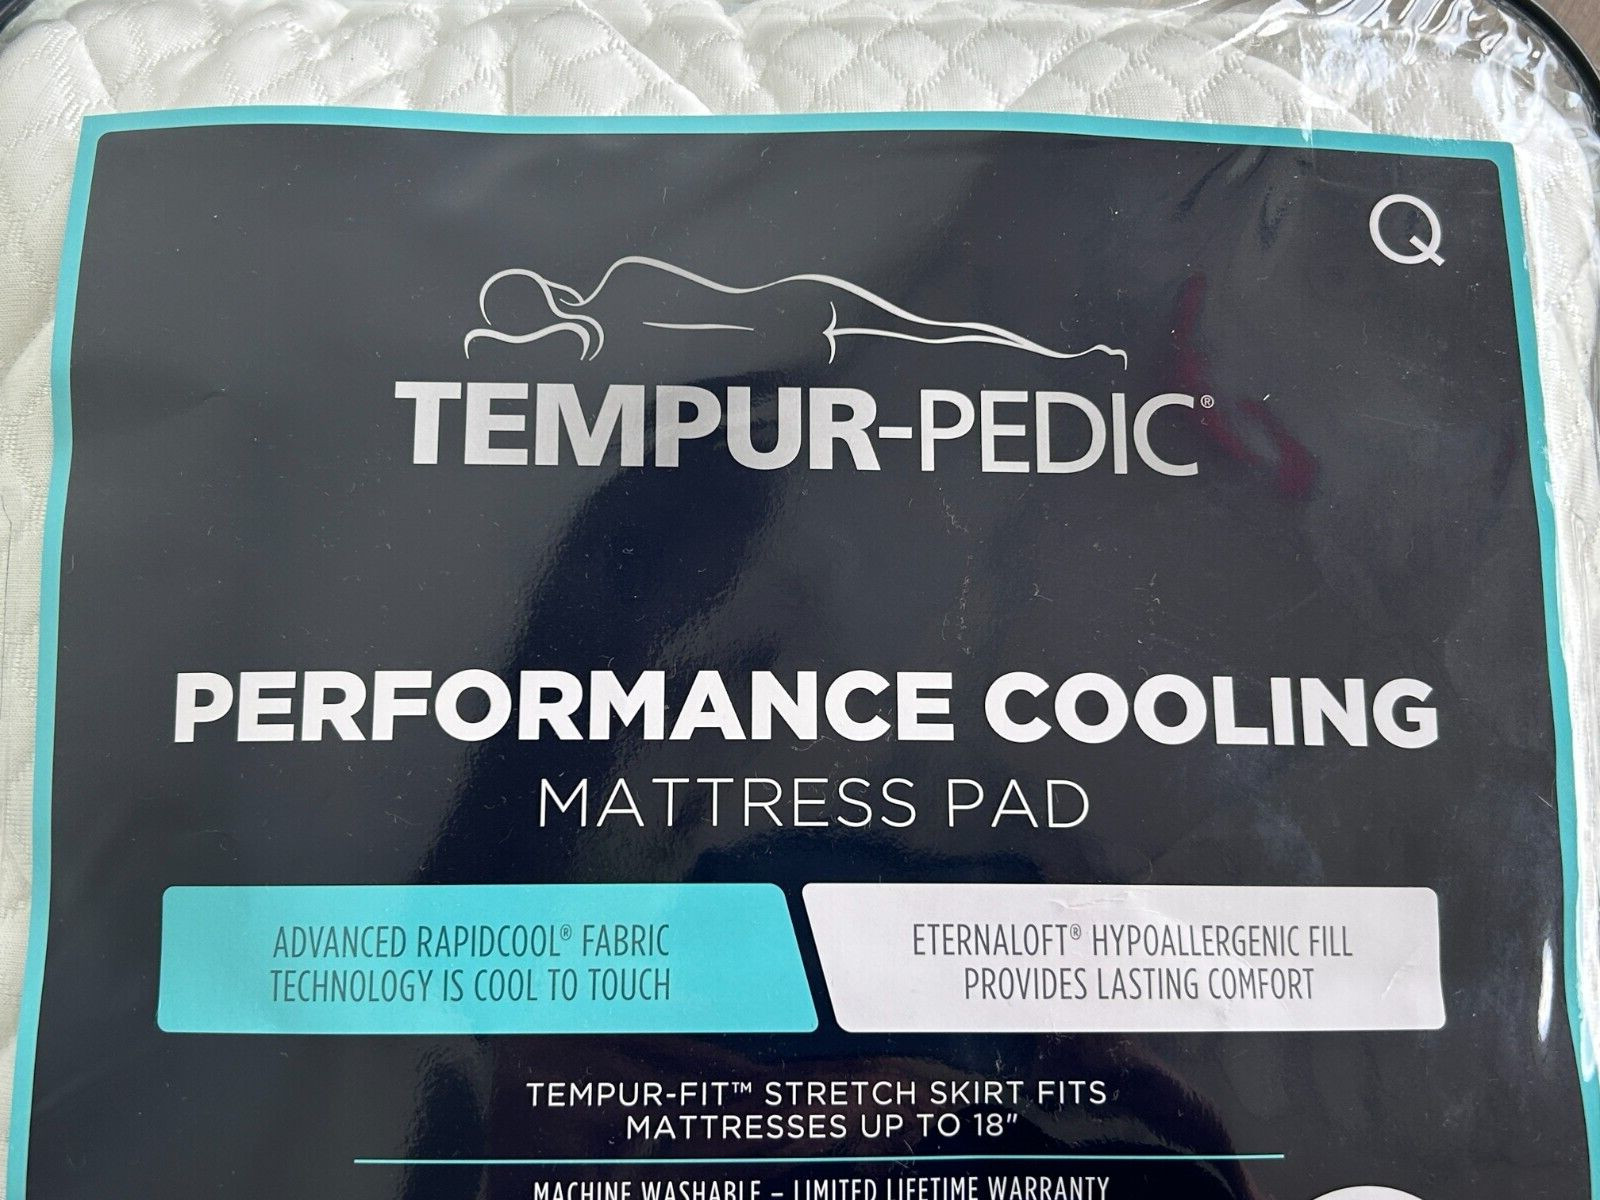 Q
TEMPUR-PEDIC®
PERFORMANCE COOLING
MATTRESS PAD
ADVANCED RAPIDCOOL® FABRIC
TECHNOLOGY IS COOL TO TOUCH
ETERNALOFT® HYPOALLERGENIC FILL
PROVIDES LASTING COMFORT
TEMPUR-FIT™ STRETCH SKIRT FITS
MATTRESSES UP TO 18"
MACHINE WASHABLE – LIMITED LIFETIME WARRANTY